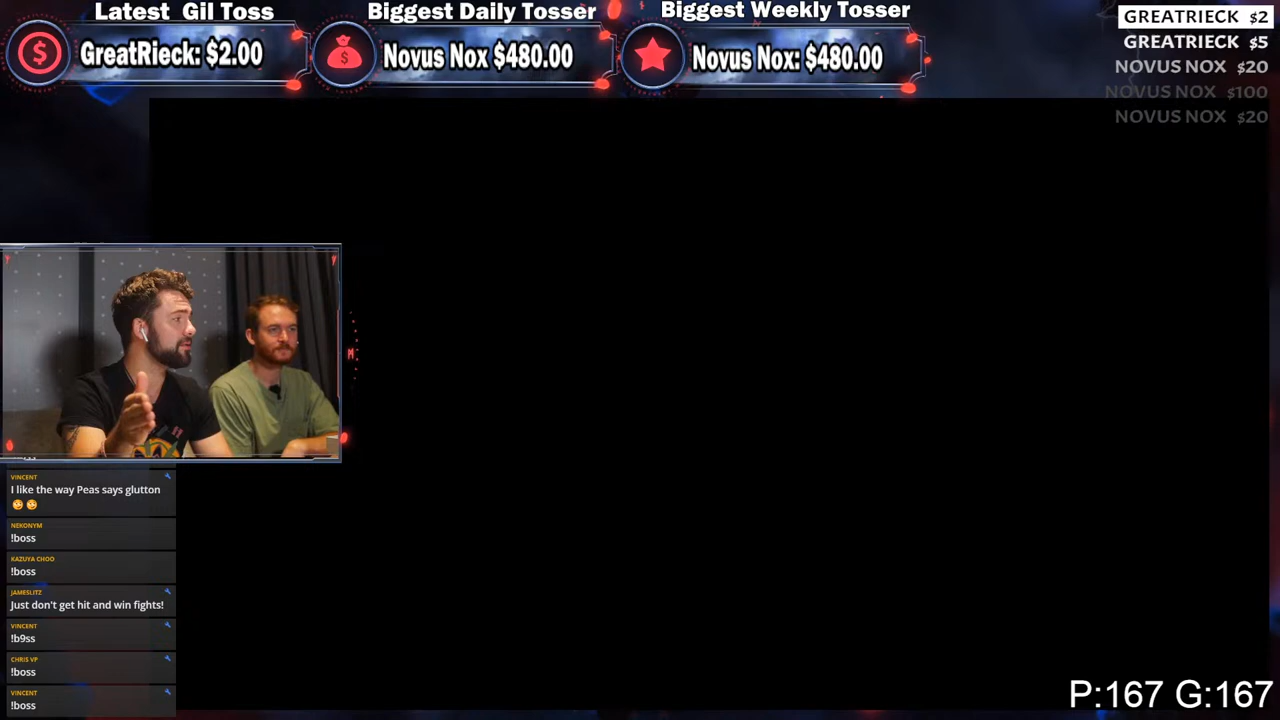 Latest Gil Toss
GreatRieck: $2.00
Biggest Daily Tosser
Novus Nox $480.00
Biggest Weekly Tosser
Novus Nox: $480.00
GREATRIECK $2
GREATRIECK $5
NOVUS NOX $20
NOVUS NOX $100
NOVUS NOX $20
VINCENT
I like the way Peas says glutton
NEKONYM
!boss
KAZUYA CHOO
!boss
JAMESLITZ
Just don't get hit and win fights!
VINCENT
!b9ss
CHRIS VP
!boss
VINCENT
!boss
P:167 G:167